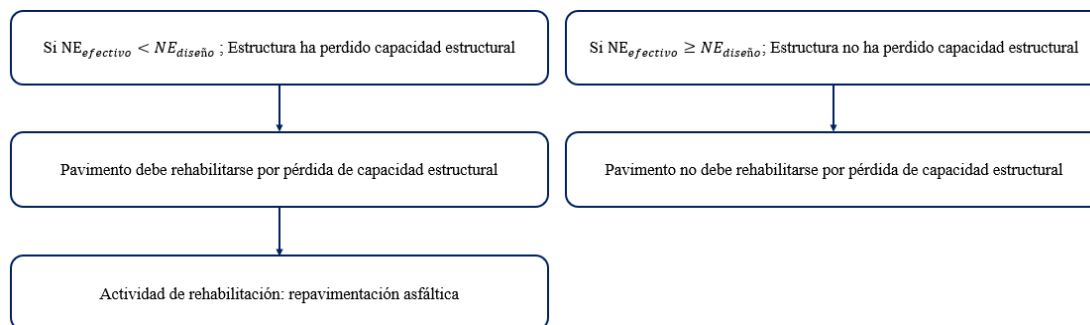 Si NE_efectivo < NE_diseño ; Estructura ha perdido capacidad estructural
Si NE_efectivo ≥ NE_diseño; Estructura no ha perdido capacidad estructural
Pavimento debe rehabilitarse por pérdida de capacidad estructural
Pavimento no debe rehabilitarse por pérdida de capacidad estructural
Actividad de rehabilitación: repavimentación asfáltica